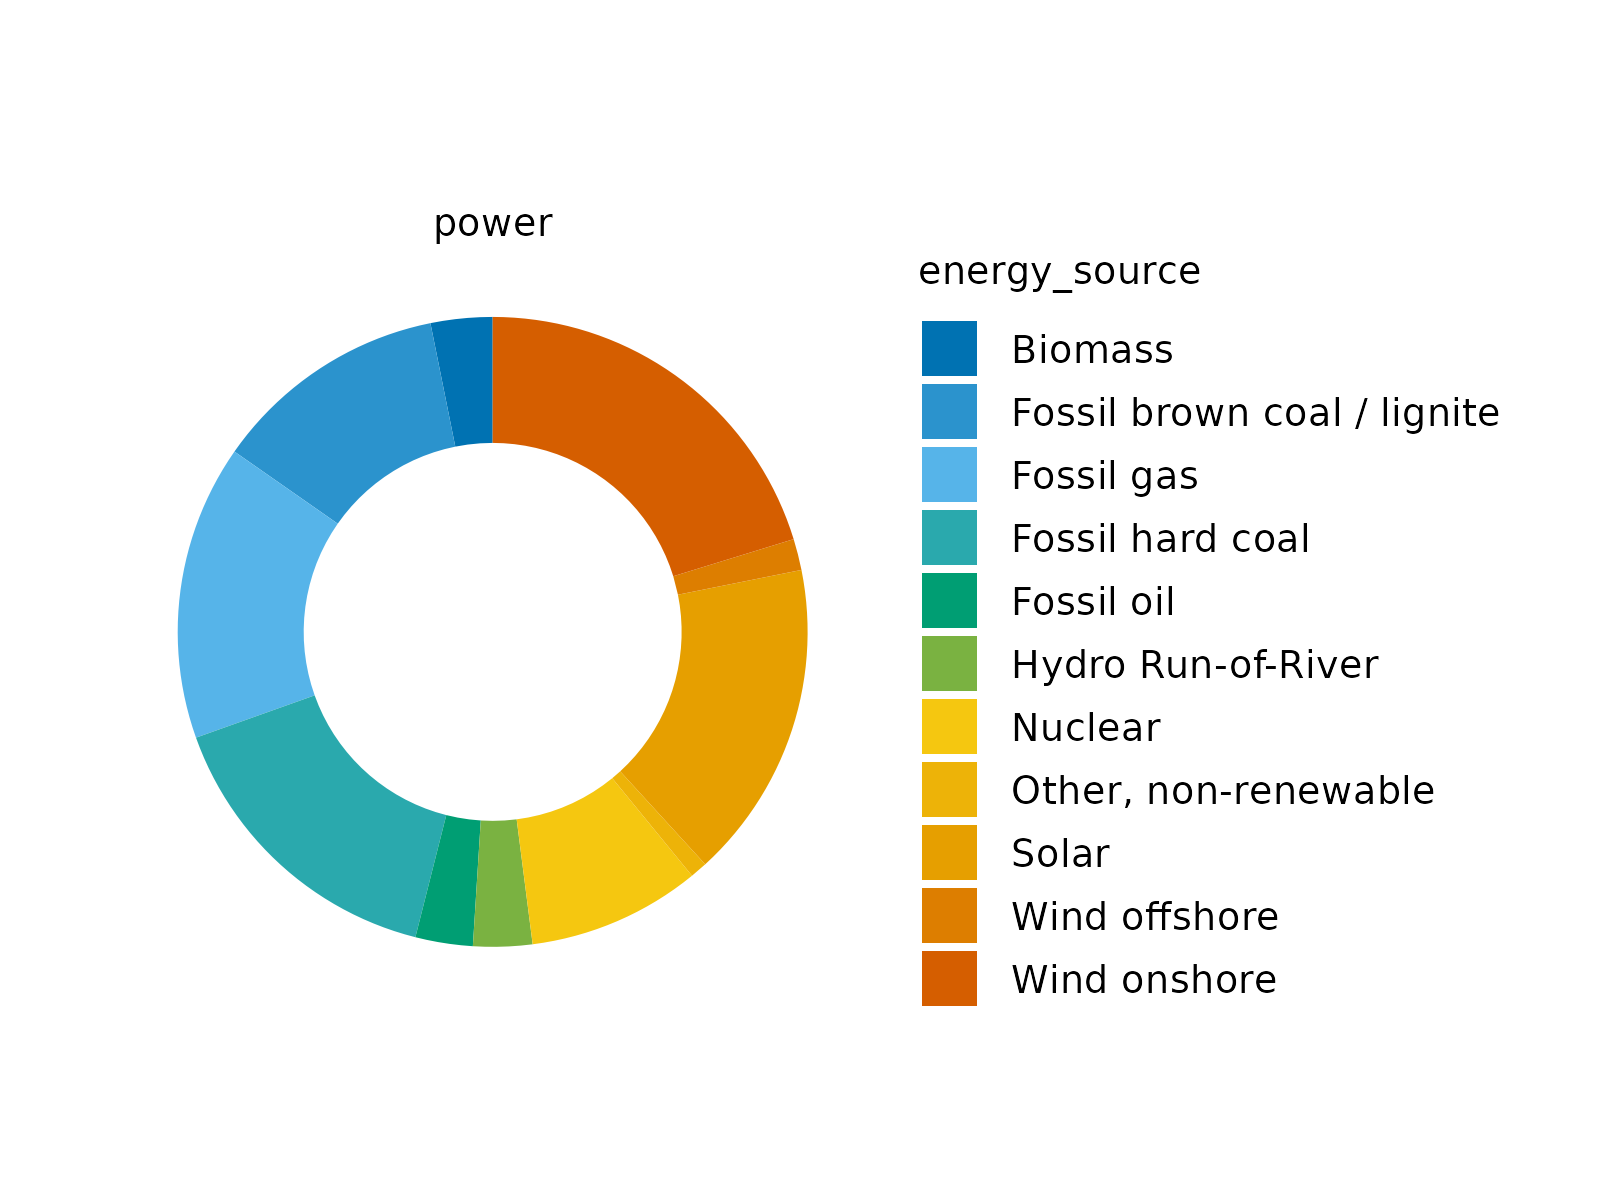 power
energy_source
Biomass
Fossil brown coal / lignite
Fossil gas
Fossil hard coal
Fossil oil
Hydro Run-of-River
Nuclear
Other, non-renewable
Solar
Wind offshore
Wind onshore